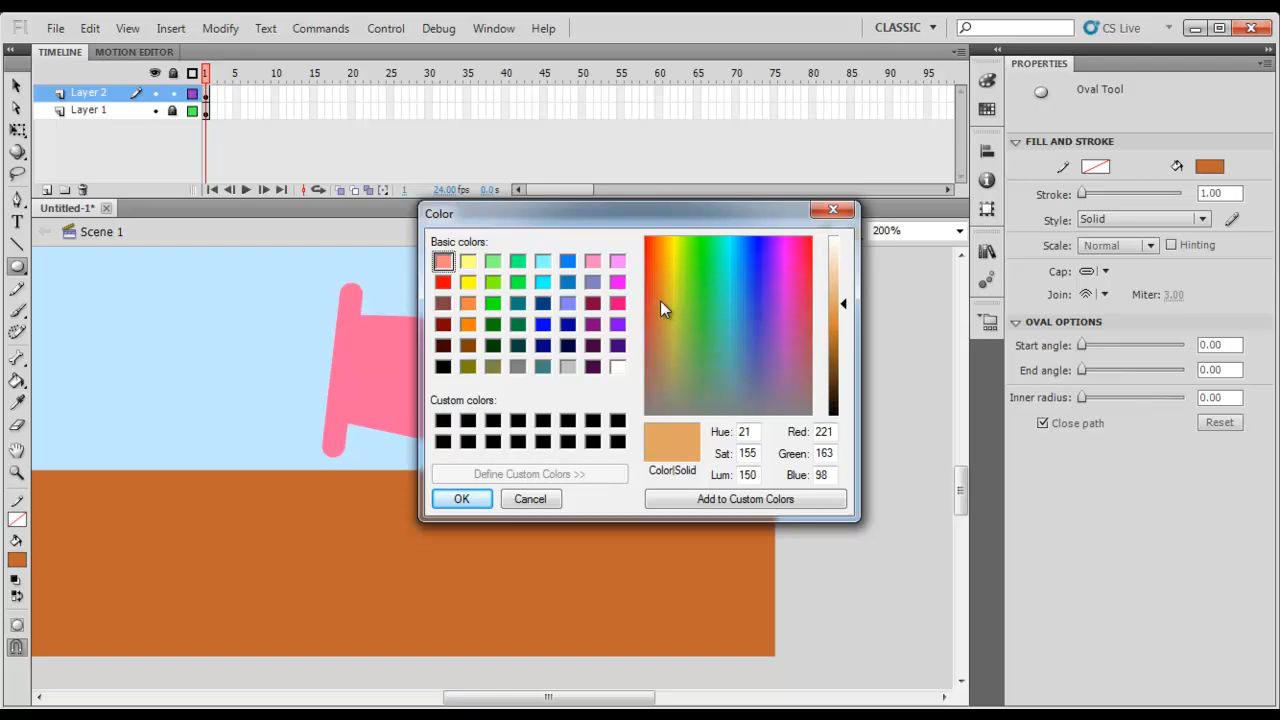 Fl File Edit View Insert Modify Text Commands Control Debug Window Help CLASSIC CS Live
TIMELINE MOTION EDITOR
1 5 10 15 20 25 30 35 40 45 50 55 60 65 70 75 80 85 90 95
Layer 2
Layer 1
1 24.00 fps 0.0 s
Untitled-1*
Scene 1
200%
Color
Basic colors:
Custom colors:
Define Custom Colors >>
OK Cancel
Color|Solid
Hue: 21 Red: 221
Sat: 155 Green: 163
Lum: 150 Blue: 98
Add to Custom Colors
PROPERTIES
Oval Tool
FILL AND STROKE
Stroke: 1.00
Style: Solid
Scale: Normal Hinting
Cap:
Join: Miter: 3.00
OVAL OPTIONS
Start angle: 0.00
End angle: 0.00
Inner radius: 0.00
Close path Reset